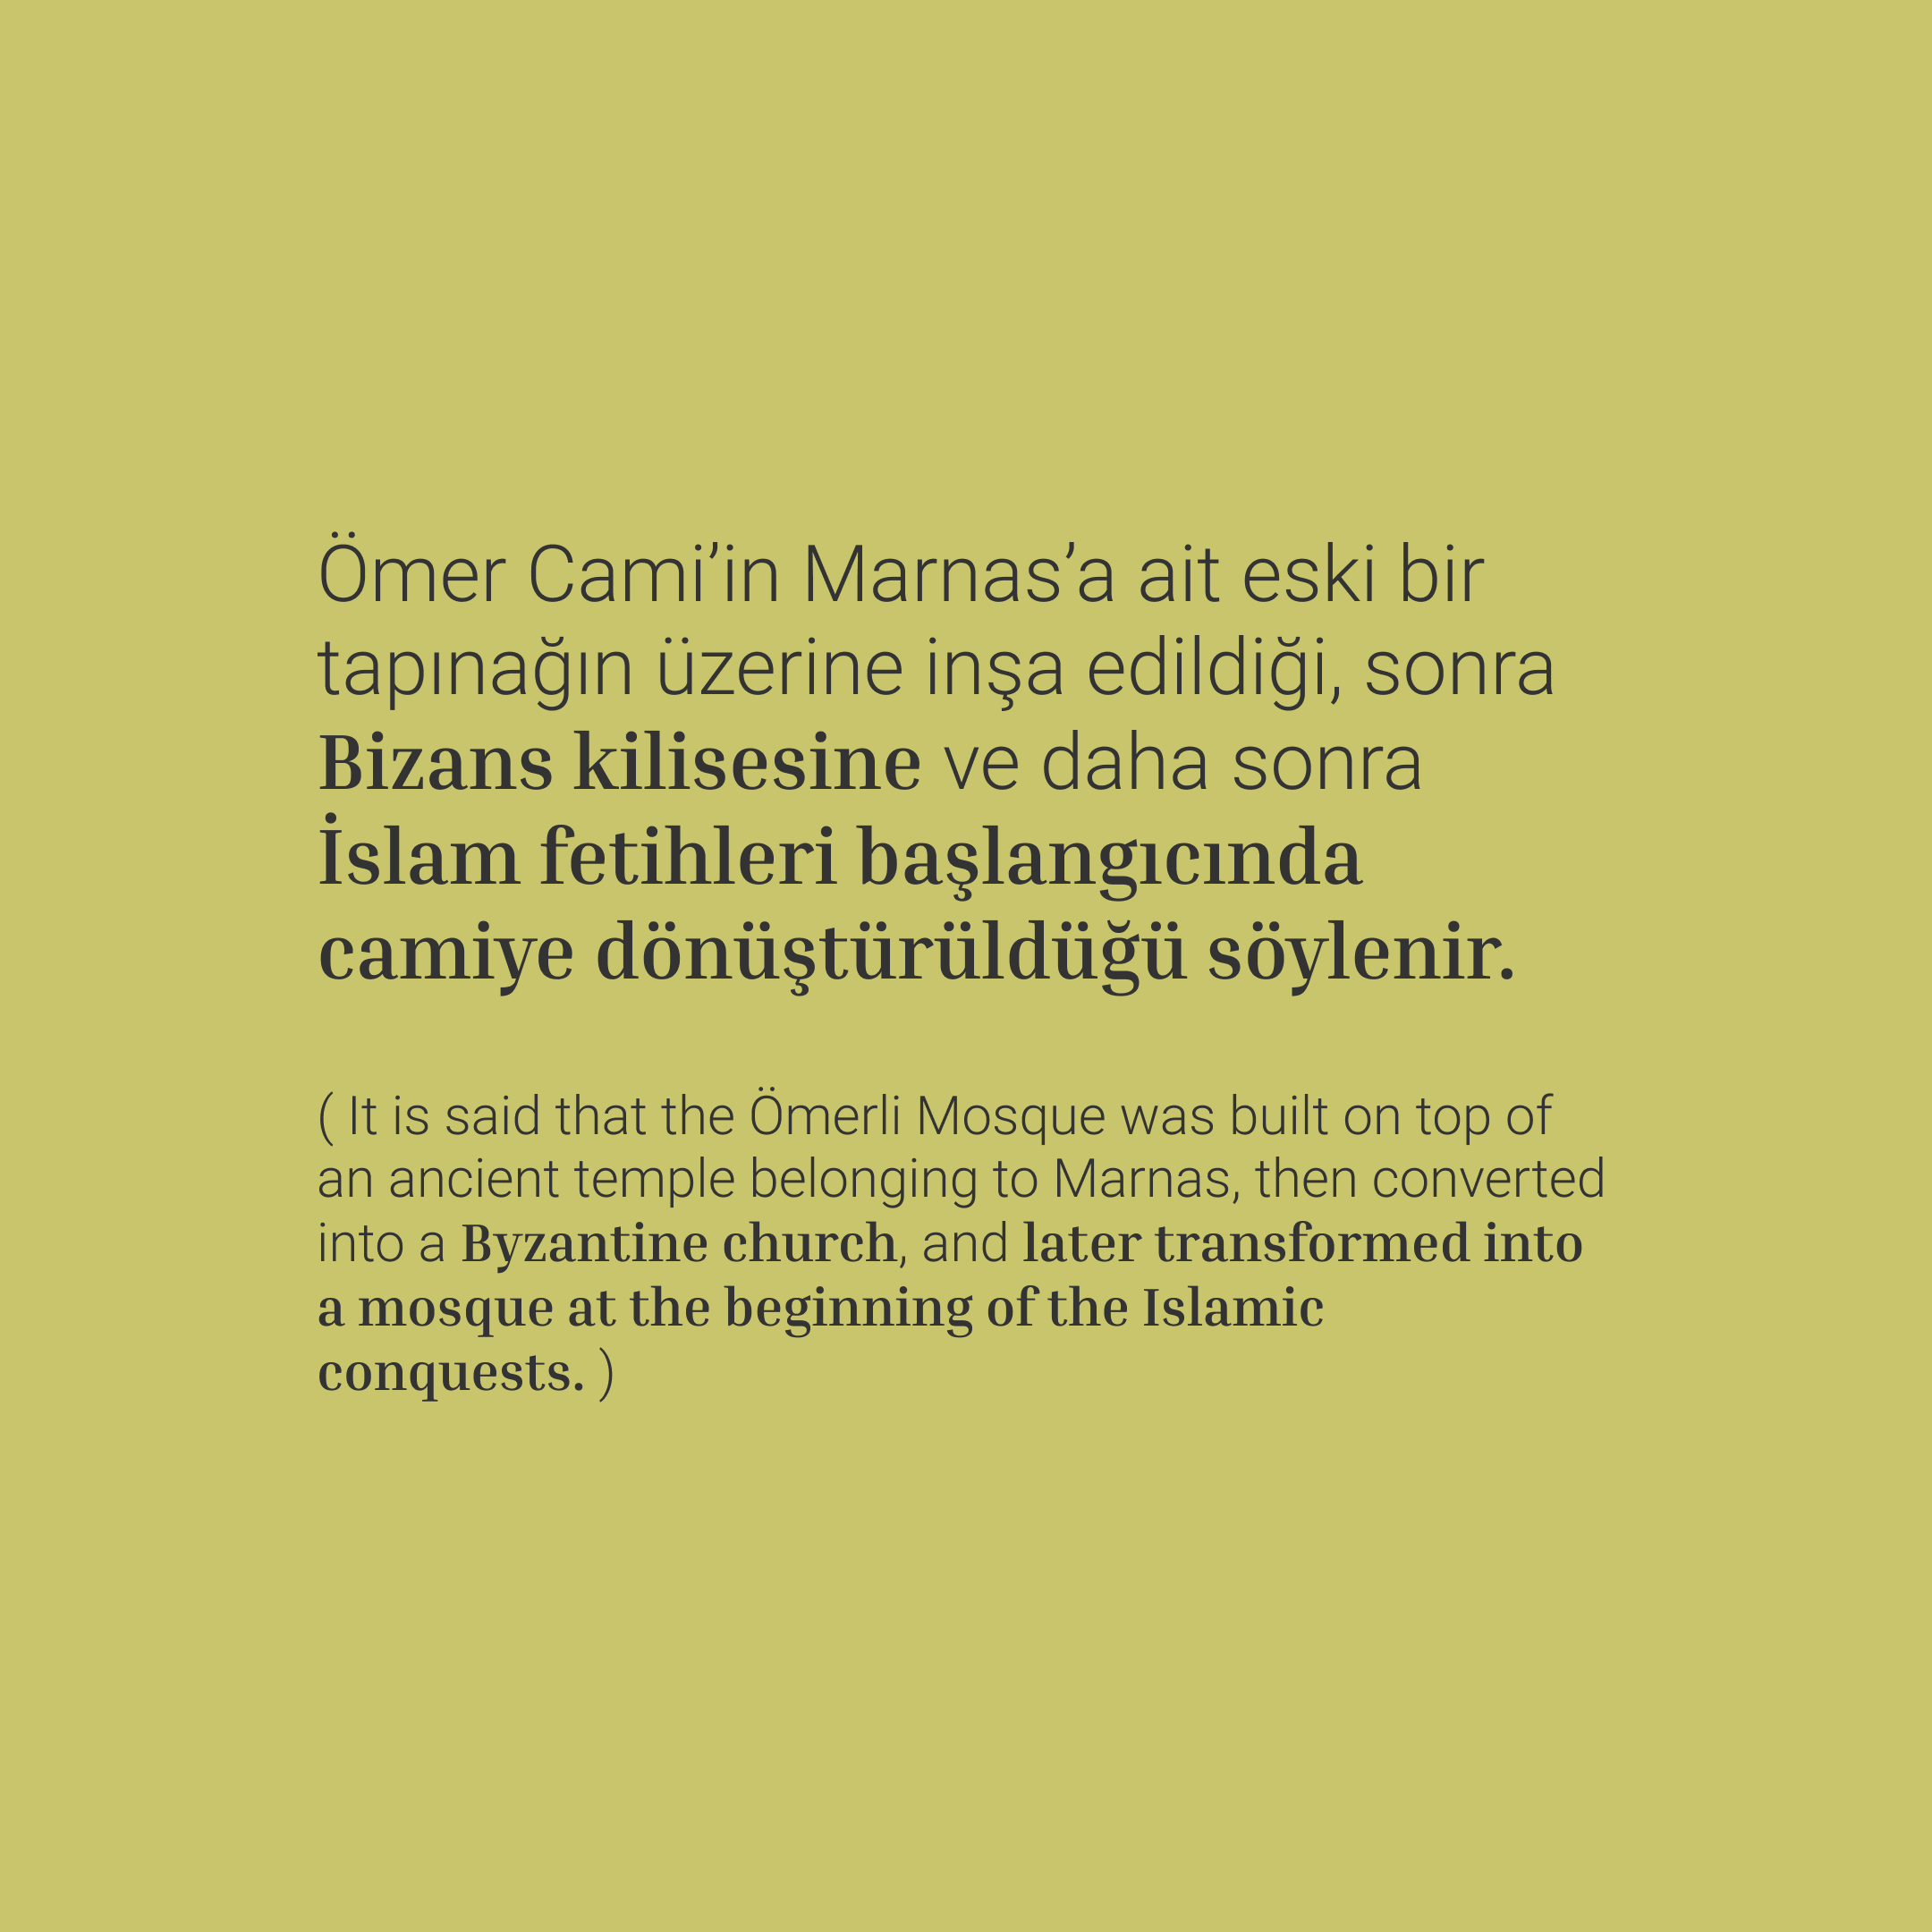 Ömer Cami’in Marnas’a ait eski bir
tapınağın üzerine inşa edildiği, sonra
Bizans kilisesine ve daha sonra
İslam fetihleri başlangıcında
camiye dönüştürüldüğü söylenir.
( It is said that the Ömerli Mosque was built on top of
an ancient temple belonging to Marnas, then converted
into a Byzantine church, and later transformed into
a mosque at the beginning of the Islamic
conquests. )